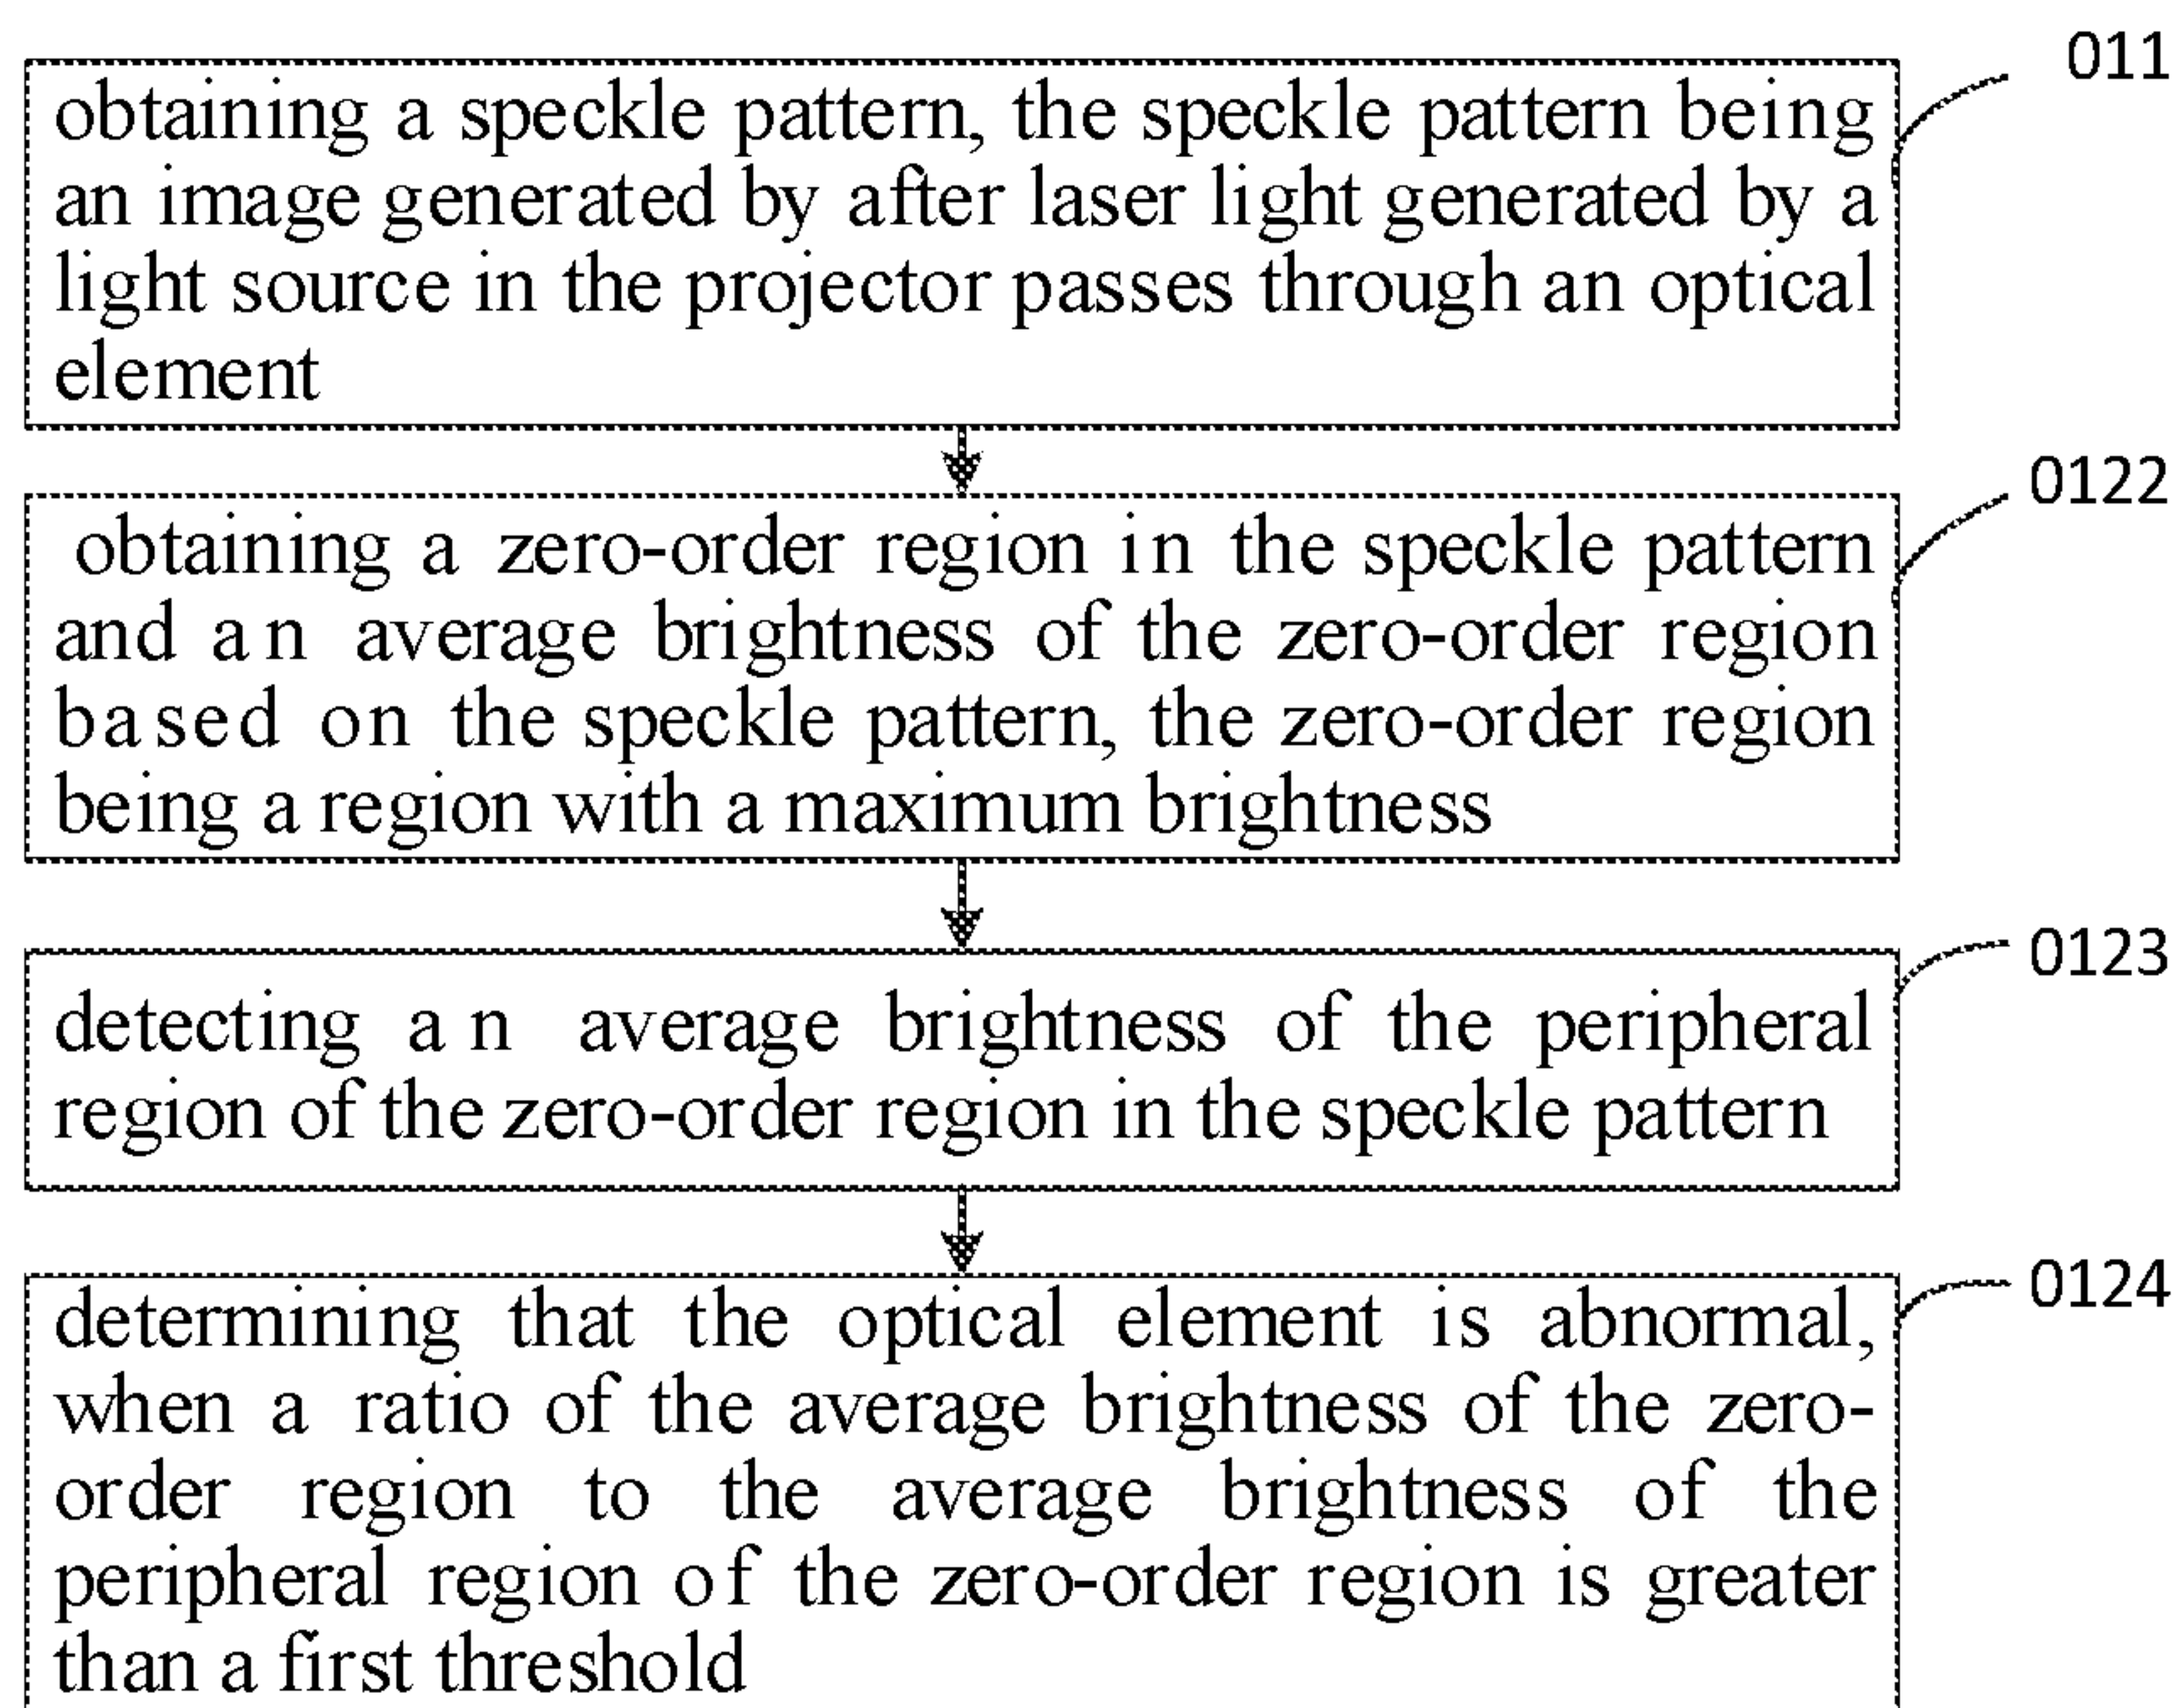 011
obtaining a speckle pattern, the speckle pattern being
an image generated by after laser light generated by a
light source in the projector passes through an optical
element
0122
obtaining a zero-order region in the speckle pattern
and an average brightness of the zero-order region
based on the speckle pattern, the zero-order region
being a region with a maximum brightness
0123
detecting an average brightness of the peripheral
region of the zero-order region in the speckle pattern
0124
determining that the optical element is abnormal,
when a ratio of the average brightness of the zero-
order region to the average brightness of the
peripheral region of the zero-order region is greater
than a first threshold